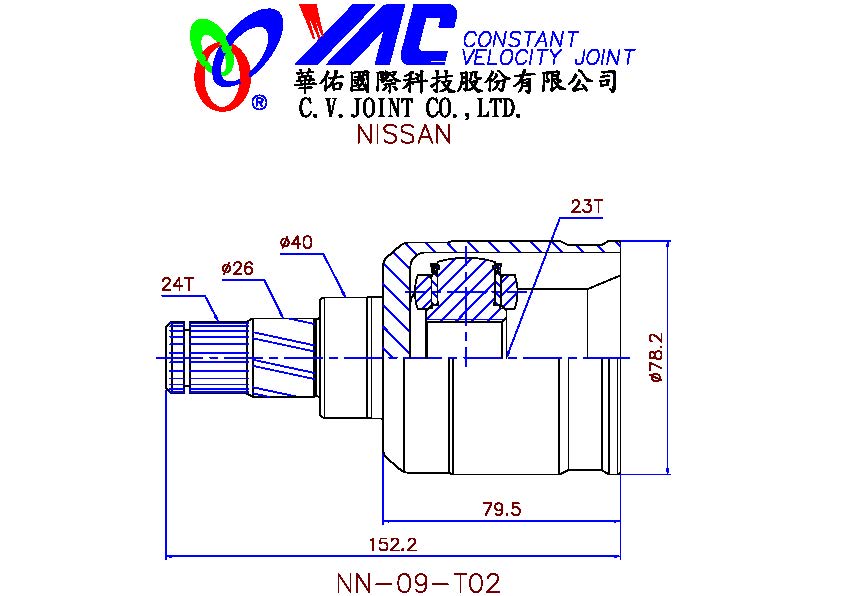 YAC CONSTANT
VELOCITY JOINT
華佑國際科技股份有限公司
®
C.V.JOINT CO.,LTD.
NISSAN
23T
ø40
ø26
24T
ø78.2
79.5
152.2
NN-09-T02